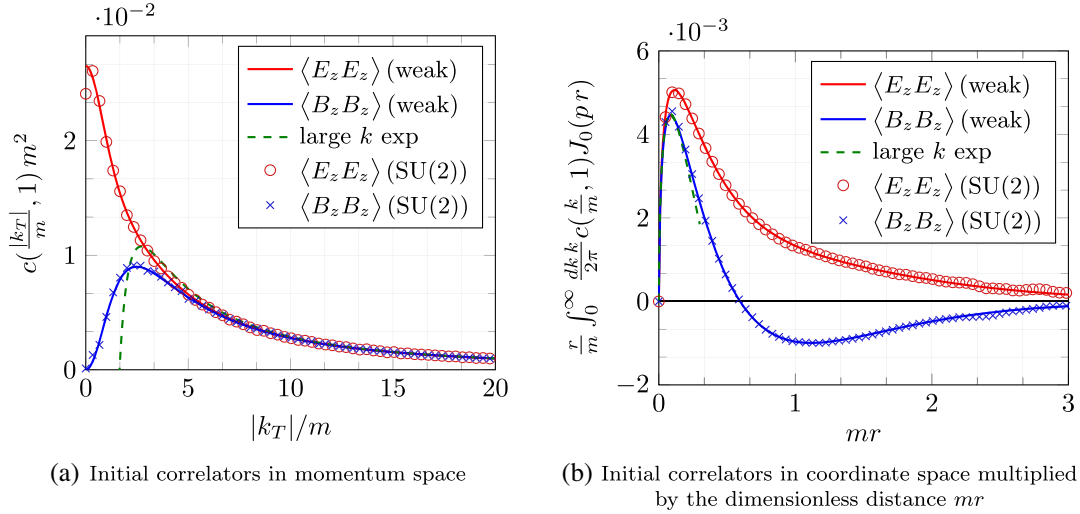 ·10⁻²
⟨E_z E_z⟩ (weak)
⟨B_z B_z⟩ (weak)
large k exp
⟨E_z E_z⟩ (SU(2))
⟨B_z B_z⟩ (SU(2))
c(|k_T|/m, 1) m²
2
1
0
0 5 10 15 20
|k_T|/m
(a) Initial correlators in momentum space
·10⁻³
⟨E_z E_z⟩ (weak)
⟨B_z B_z⟩ (weak)
large k exp
⟨E_z E_z⟩ (SU(2))
⟨B_z B_z⟩ (SU(2))
r/m ∫₀^∞ dk k/2π c(k/m, 1) J₀(p r)
6
4
2
0
−2
0 1 2 3
mr
(b) Initial correlators in coordinate space multiplied
by the dimensionless distance mr